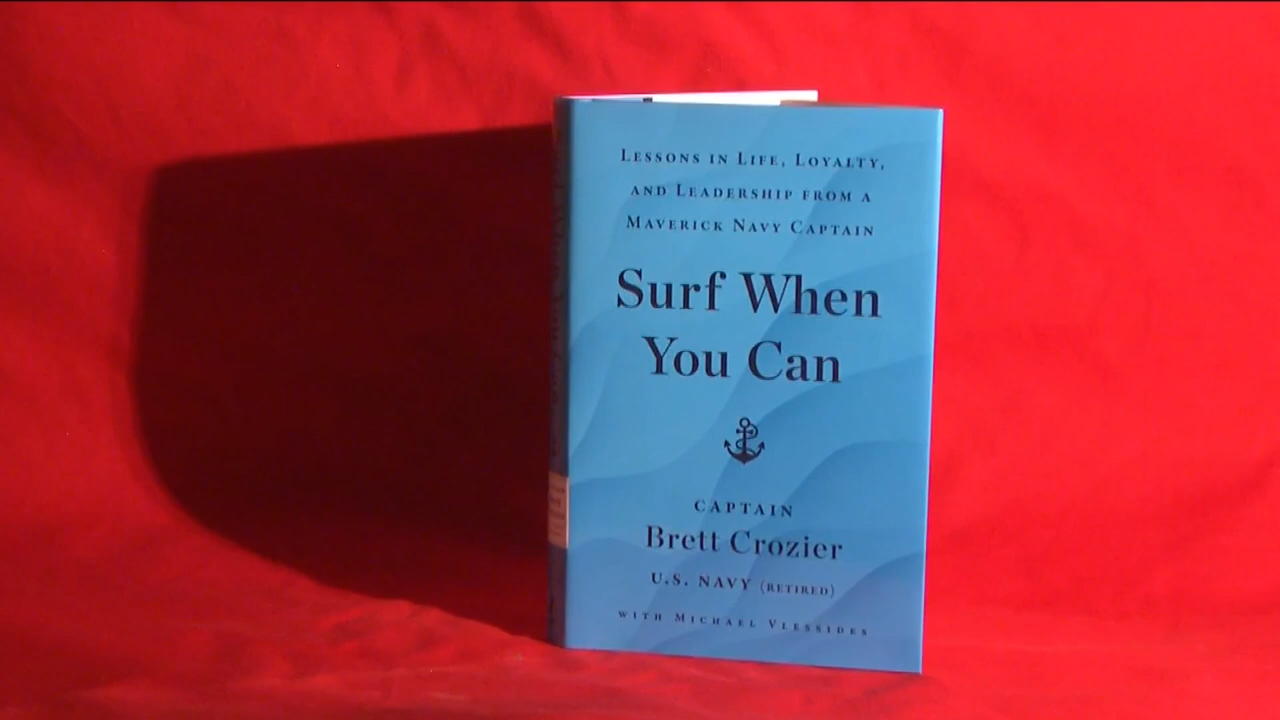 Lessons in Life, Loyalty,
and Leadership from a
Maverick Navy Captain
Surf When
You Can
CAPTAIN
Brett Crozier
U.S. NAVY (RETIRED)
with Michael Vlessides